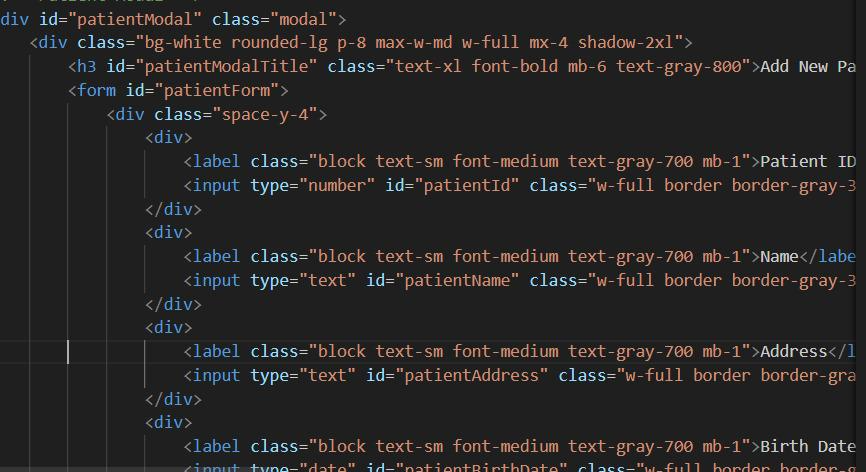 div id="patientModal" class="modal">
<div class="bg-white rounded-lg p-8 max-w-md w-full mx-4 shadow-2xl">
<h3 id="patientModalTitle" class="text-xl font-bold mb-6 text-gray-800">Add New Pa
<form id="patientForm">
<div class="space-y-4">
<div>
<label class="block text-sm font-medium text-gray-700 mb-1">Patient ID
<input type="number" id="patientId" class="w-full border border-gray-3
</div>
<div>
<label class="block text-sm font-medium text-gray-700 mb-1">Name</labe
<input type="text" id="patientName" class="w-full border border-gray-3
</div>
<div>
<label class="block text-sm font-medium text-gray-700 mb-1">Address</l
<input type="text" id="patientAddress" class="w-full border border-gra
</div>
<div>
<label class="block text-sm font-medium text-gray-700 mb-1">Birth Date
<input type="date" id="patientBirthDate" class="w-full border border-g